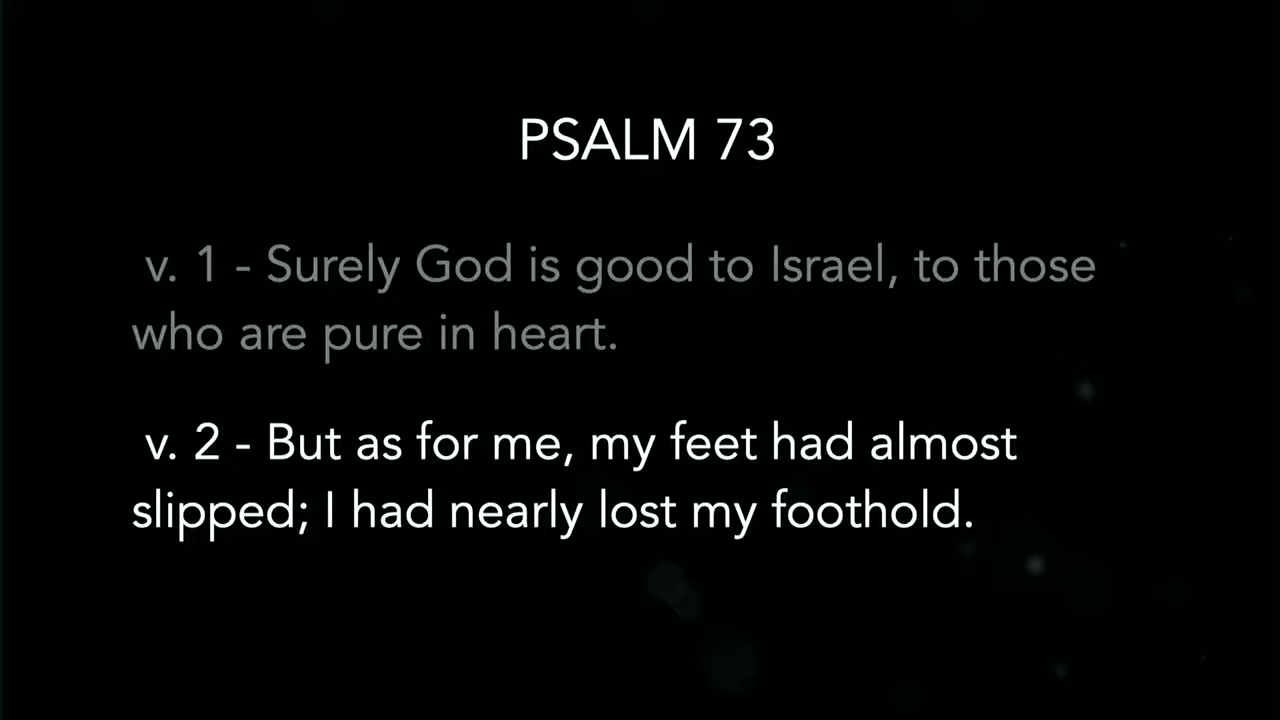 PSALM 73
v. 1 - Surely God is good to Israel, to those
who are pure in heart.
v. 2 - But as for me, my feet had almost
slipped; I had nearly lost my foothold.